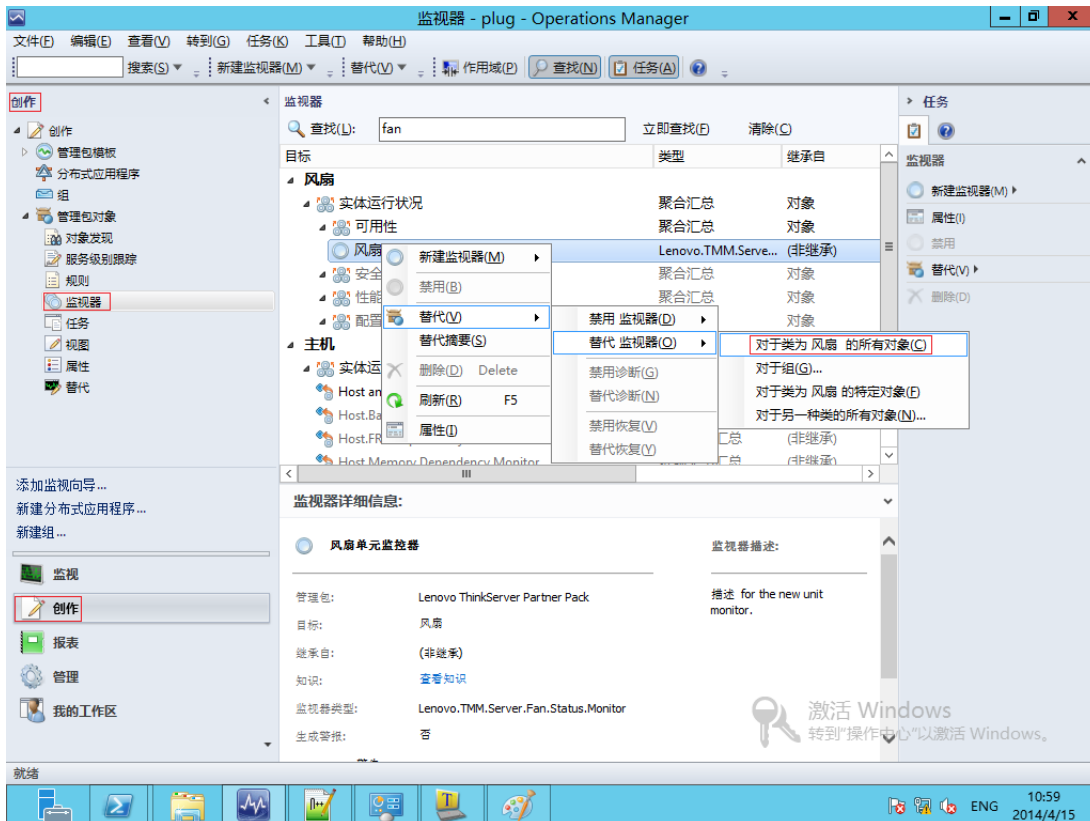 监视器 - plug - Operations Manager
文件(F) 编辑(E) 查看(V) 转到(G) 任务(K) 工具(T) 帮助(H)
搜索(S) 新建监视器(M) 替代(V) 作用域(P) 查找(N) 任务(A)
创作
创作
管理包模板
分布式应用程序
组
管理包对象
对象发现
服务级别跟踪
规则
监视器
任务
视图
属性
替代
添加监视向导...
新建分布式应用程序...
新建组...
监视
创作
报表
管理
我的工作区
监视器
查找(L): fan 立即查找(F) 清除(C)
目标 类型 继承自
风扇
实体运行状况 聚合汇总 对象
可用性 聚合汇总 对象
风扇 Lenovo.TMM.Serve... (非继承)
安全 聚合汇总 对象
性能 聚合汇总 对象
配置 对象
主机
实体运
Host an
Host.Ba
Host.FR 汇总 (非继承)
Host Memory Dependency Monitor (非继承)
新建监视器(M)
禁用(B)
替代(V)
替代摘要(S)
删除(D) Delete
刷新(R) F5
属性(I)
禁用 监视器(D)
替代 监视器(O)
禁用诊断(G)
替代诊断(N)
禁用恢复(V)
替代恢复(Y)
对于类为 风扇 的所有对象(C)
对于组(G)...
对于类为 风扇 的特定对象(F)
对于另一种类的所有对象(N)...
监视器详细信息:
风扇单元监控器
管理包: Lenovo ThinkServer Partner Pack
目标: 风扇
继承自: (非继承)
知识: 查看知识
监视器类型: Lenovo.TMM.Server.Fan.Status.Monitor
生成警报: 否
监视器描述:
描述 for the new unit
monitor.
任务
监视器
新建监视器(M)
属性(I)
禁用
替代(V)
删除(D)
激活 Windows
转到"操作中心"以激活 Windows。
就绪
ENG
10:59
2014/4/15